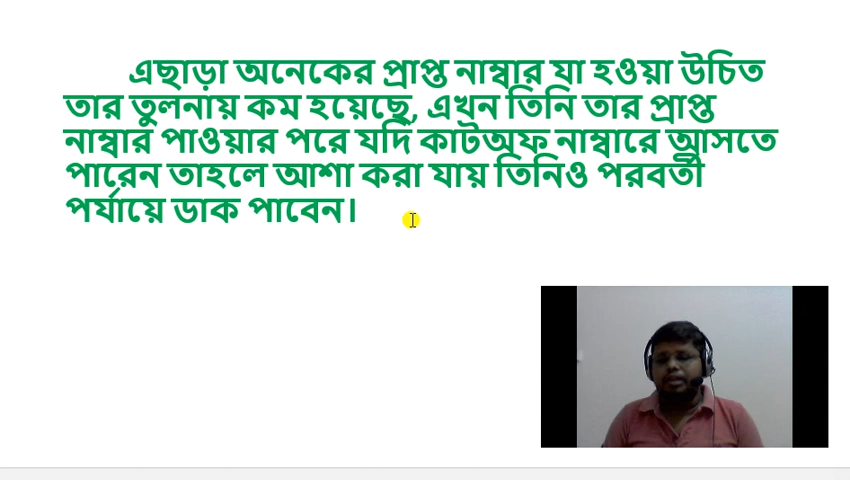 এছাড়া অনেকের প্রাপ্ত নাম্বার যা হওয়া উচিত
তার তুলনায় কম হয়েছে, এখন তিনি তার প্রাপ্ত
নাম্বার পাওয়ার পরে যদি কাটঅফ নাম্বারে আসতে
পারেন তাহলে আশা করা যায় তিনিও পরবর্তী
পর্যায়ে ডাক পাবেন।